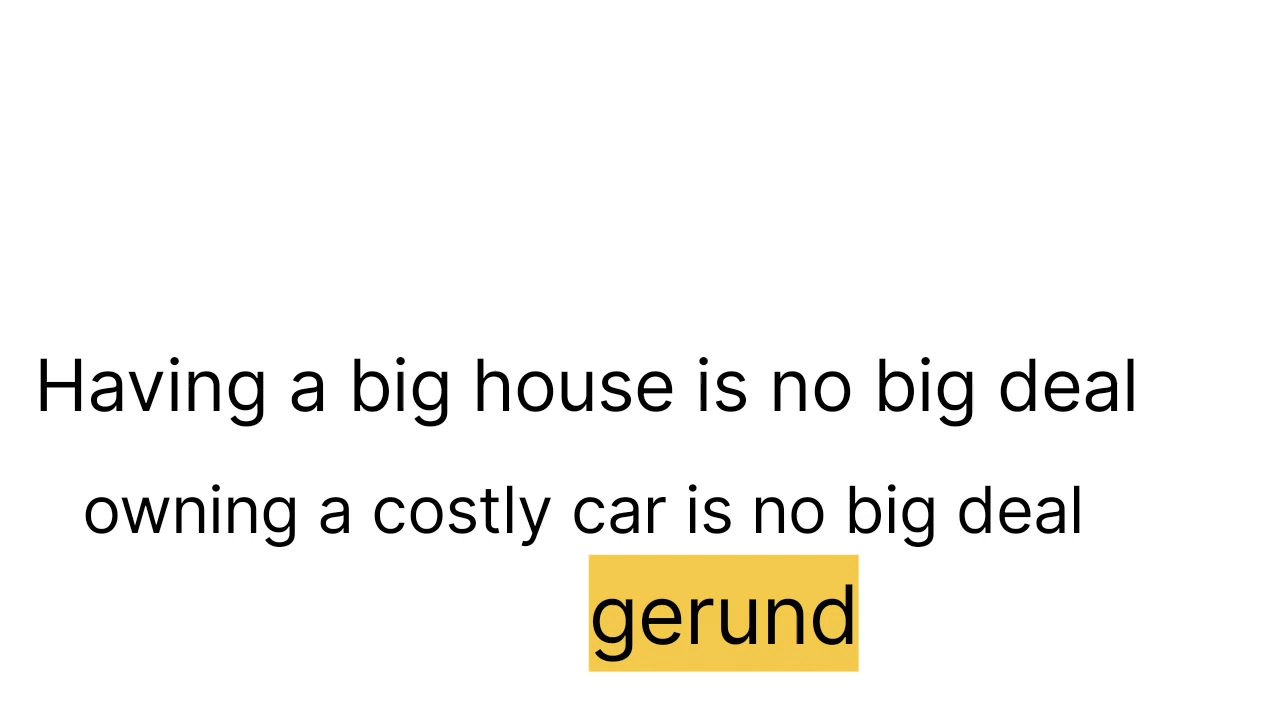 Having a big house is no big deal
owning a costly car is no big deal
gerund